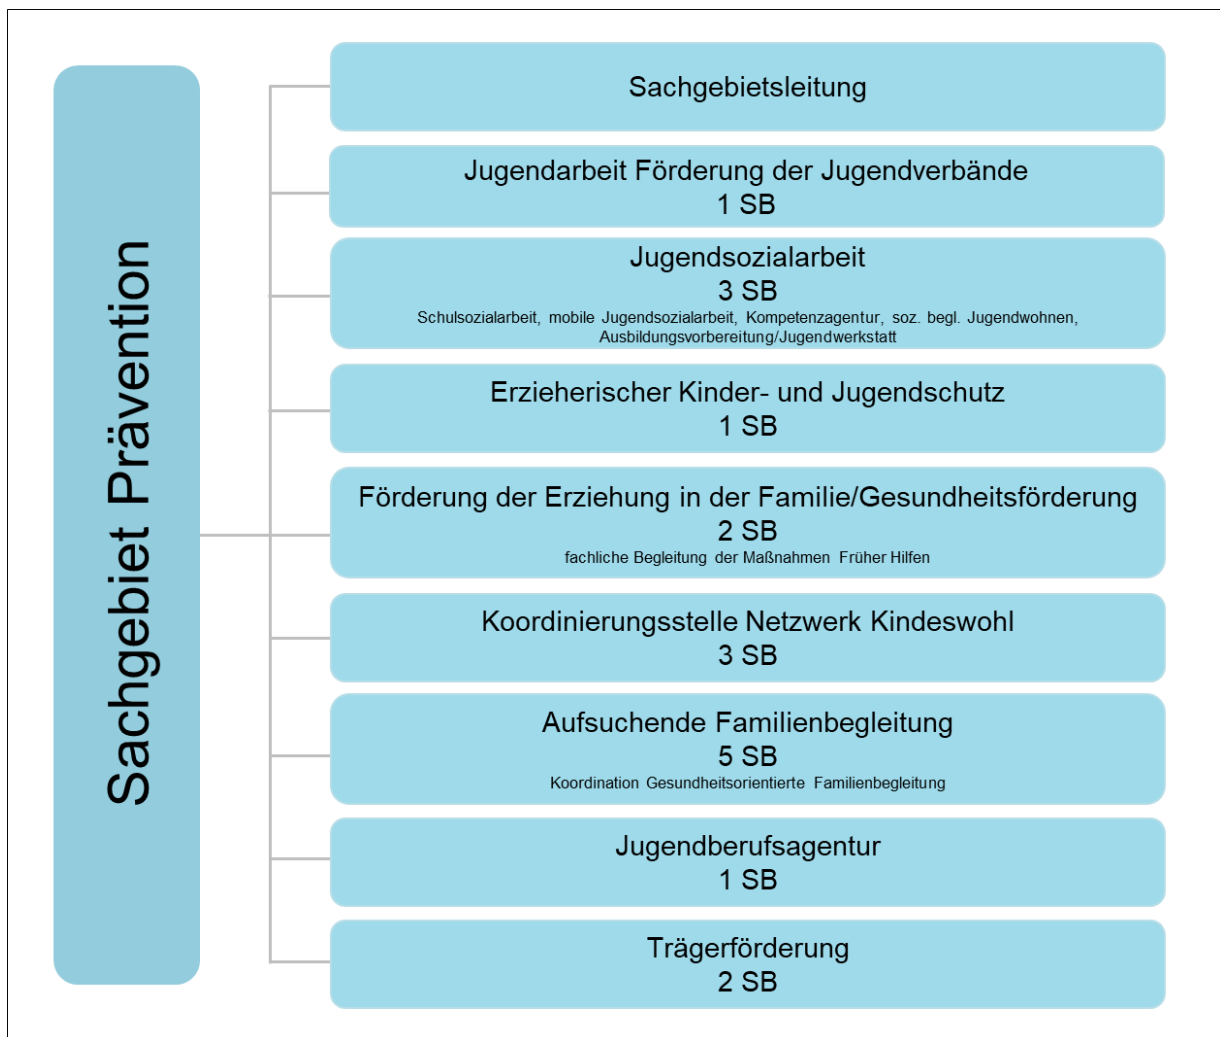 Sachgebiet Prävention
Sachgebietsleitung
Jugendarbeit Förderung der Jugendverbände
1 SB
Jugendsozialarbeit
3 SB
Schulsozialarbeit, mobile Jugendsozialarbeit, Kompetenzagentur, soz. begl. Jugendwohnen,
Ausbildungsvorbereitung/Jugendwerkstatt
Erzieherischer Kinder- und Jugendschutz
1 SB
Förderung der Erziehung in der Familie/Gesundheitsförderung
2 SB
fachliche Begleitung der Maßnahmen Früher Hilfen
Koordinierungsstelle Netzwerk Kindeswohl
3 SB
Aufsuchende Familienbegleitung
5 SB
Koordination Gesundheitsorientierte Familienbegleitung
Jugendberufsagentur
1 SB
Trägerförderung
2 SB